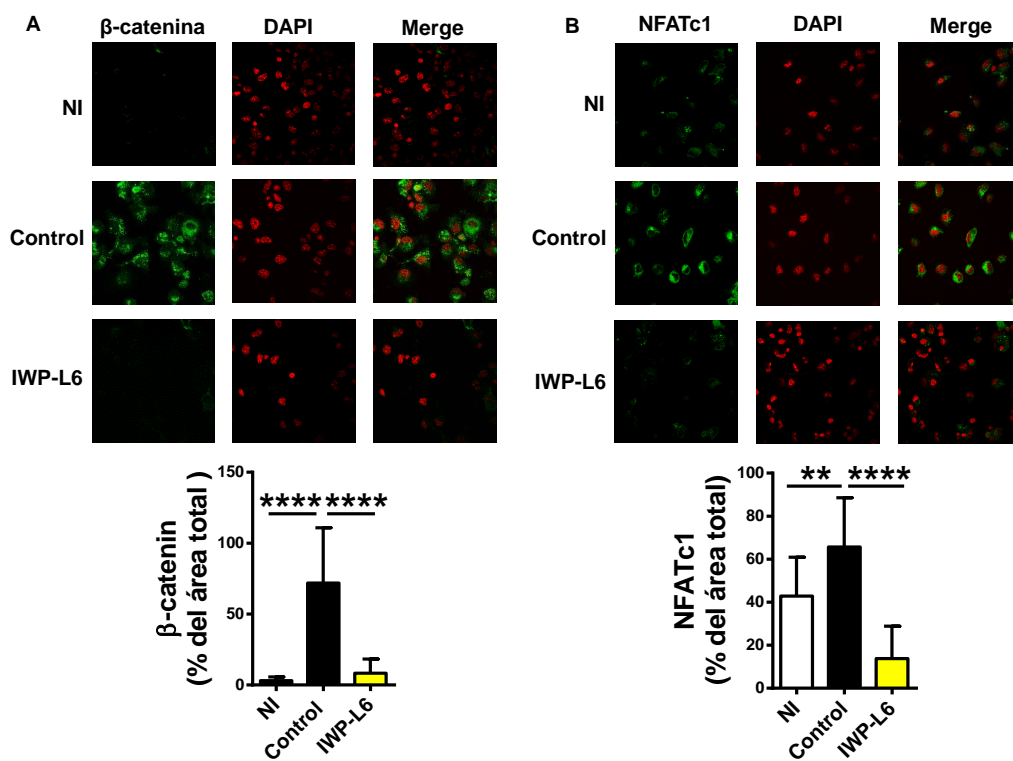 A
β-catenina DAPI Merge
NI
Control
IWP-L6
150
100
50
0
β-catenin
(% del área total )
**** ****
NI
Control
IWP-L6
B
NFATc1 DAPI Merge
NI
Control
IWP-L6
100
80
60
40
20
0
NFATc1
(% del área total)
** ****
NI
Control
IWP-L6